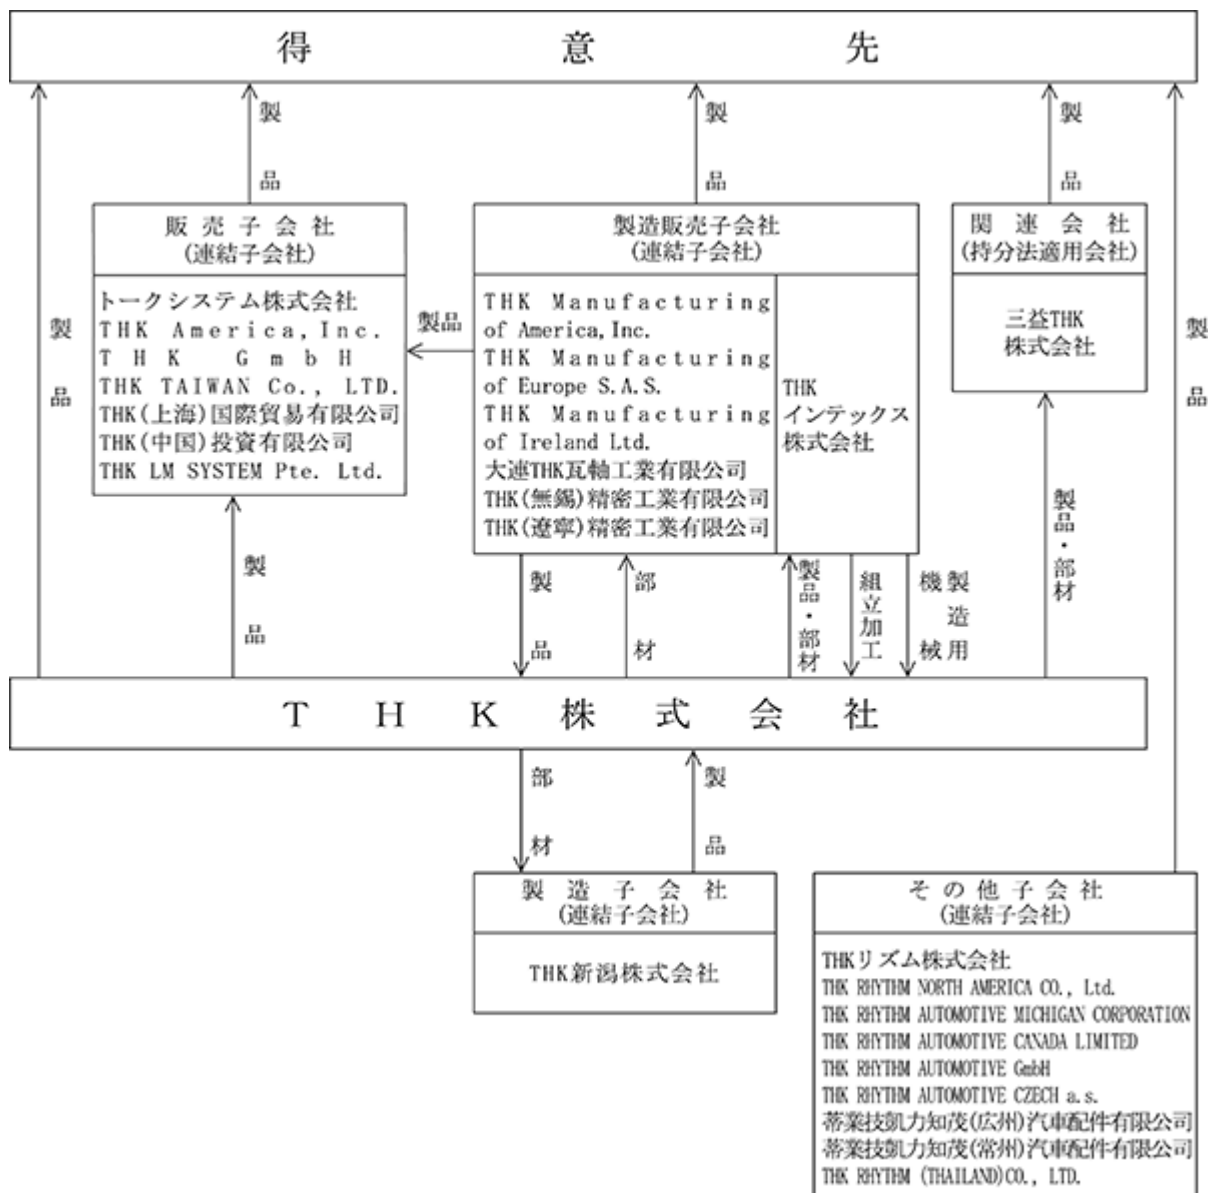 得意先
製品
製品
製品
製品
製品
販売子会社
(連結子会社)
トークシステム株式会社
THK America,Inc.
THK GmbH
THK TAIWAN Co., LTD.
THK(上海)国際貿易有限公司
THK(中国)投資有限公司
THK LM SYSTEM Pte. Ltd.
製品
製造販売子会社
(連結子会社)
THK Manufacturing
of America,Inc.
THK Manufacturing
of Europe S.A.S.
THK Manufacturing
of Ireland Ltd.
大連THK瓦軸工業有限公司
THK(無錫)精密工業有限公司
THK(遼寧)精密工業有限公司
THK
インテックス
株式会社
関連会社
(持分法適用会社)
三益THK
株式会社
製品
製品
部材
製品・部材
組立加工
製造用
機械
製品・部材
THK株式会社
部材
製品
製造子会社
(連結子会社)
THK新潟株式会社
その他子会社
(連結子会社)
THKリズム株式会社
THK RHYTHM NORTH AMERICA CO., Ltd.
THK RHYTHM AUTOMOTIVE MICHIGAN CORPORATION
THK RHYTHM AUTOMOTIVE CANADA LIMITED
THK RHYTHM AUTOMOTIVE GmbH
THK RHYTHM AUTOMOTIVE CZECH a.s.
蒂業技凱力知茂(広州)汽車配件有限公司
蒂業技凱力知茂(常州)汽車配件有限公司
THK RHYTHM (THAILAND)CO., LTD.